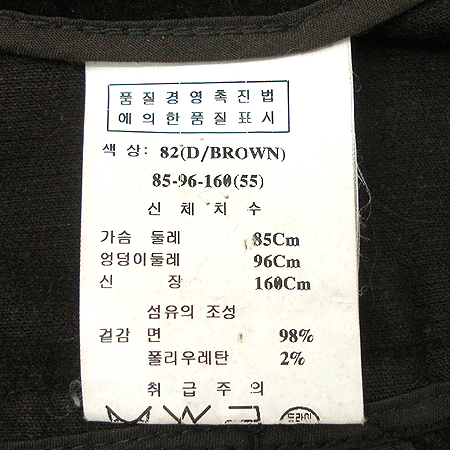 품질경영촉진법
에의한품질표시
색 상: 82(D/BROWN)
85-96-160(55)
신 체 치 수
가슴 둘레 85Cm
엉덩이둘레 96Cm
신 장 160Cm
섬유의 조성
겉감 면 98%
폴리우레탄 2%
취 급 주 의
드라이